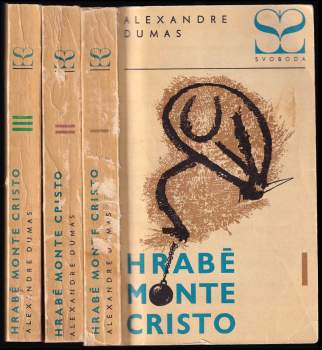 HRABĚ MONTE CRISTO
ALEXANDRE DUMAS
III
HRABĚ MONTE CRISTO
ALEXANDRE DUMAS
II
HRABĚ MONTE CRISTO
ALEXANDRE DUMAS
I
ALEXANDRE
DUMAS
SVOBODA
HRABĚ
MONTE
CRISTO
I